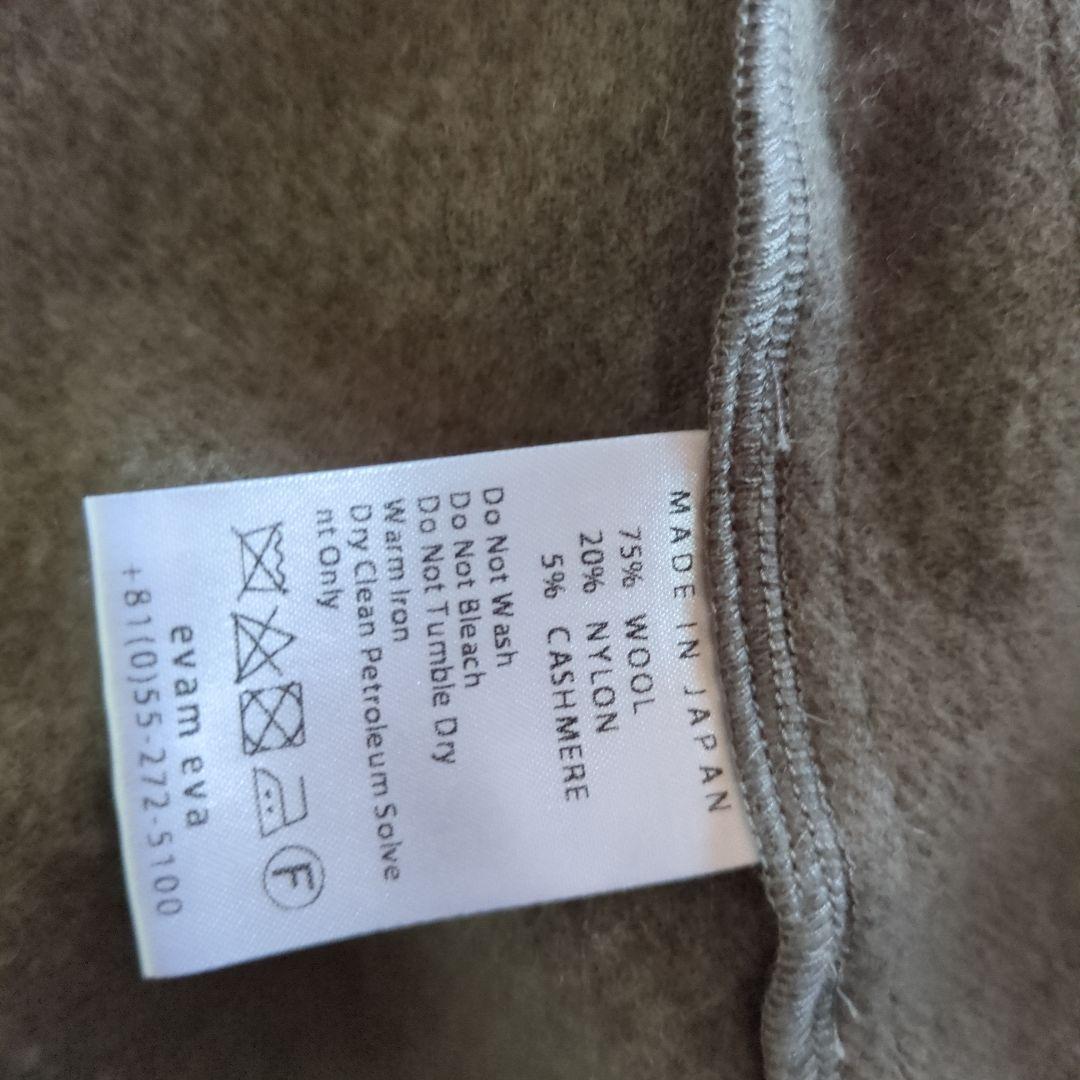 MADE IN JAPAN
75% WOOL
20% NYLON
5% CASHMERE
Do Not Wash
Do Not Bleach
Do Not Tumble Dry
Warm Iron
Dry Clean Petroleum Solve
nt Only
F
evam eva
+81(0)55-272-5100